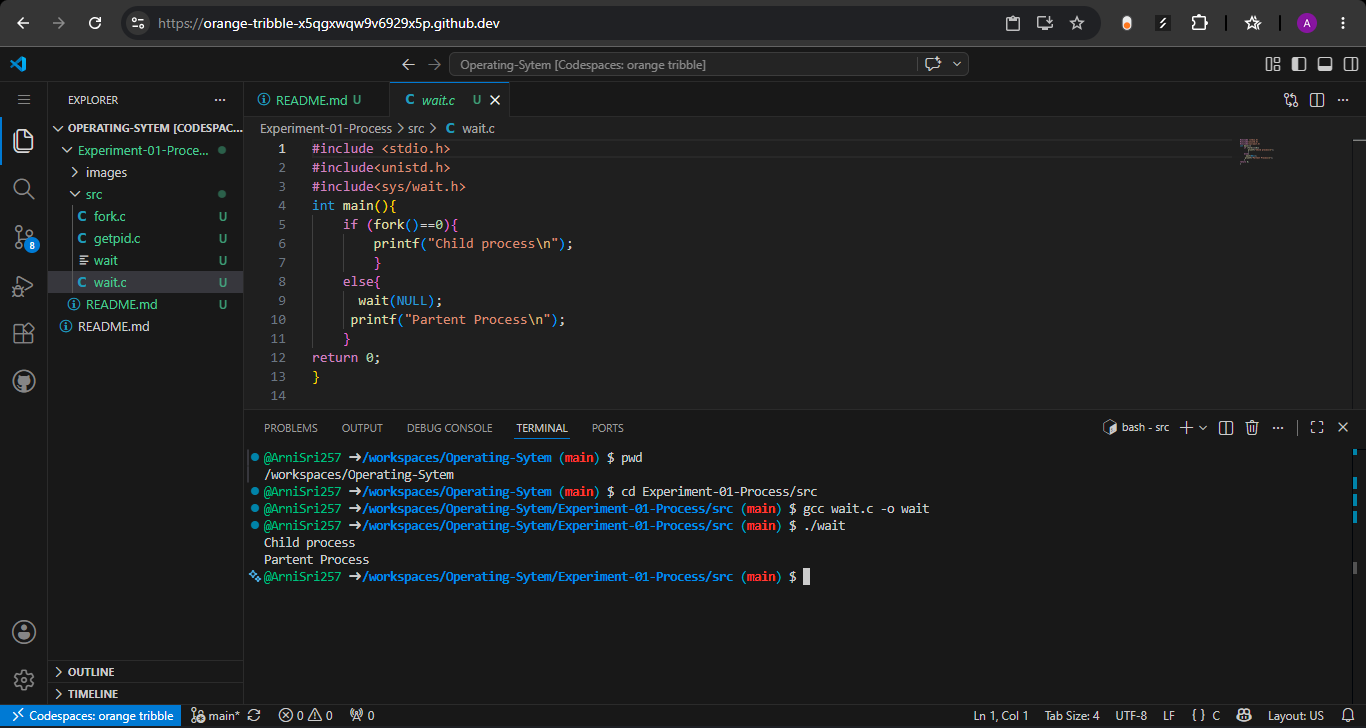 https://orange-tribble-x5qgxwqw9v6929x5p.github.dev
A
Operating-Sytem [Codespaces: orange tribble]
EXPLORER
OPERATING-SYTEM [CODESPAC...
Experiment-01-Proce...
images
src
C fork.c U
C getpid.c U
wait U
C wait.c U
README.md U
README.md
8
OUTLINE
TIMELINE
README.md U
C wait.c U
Experiment-01-Process > src > C wait.c
1 #include <stdio.h>
2 #include<unistd.h>
3 #include<sys/wait.h>
4 int main(){
5 if (fork()==0){
6 printf("Child process\n");
7 }
8 else{
9 wait(NULL);
10 printf("Partent Process\n");
11 }
12 return 0;
13 }
14
PROBLEMS OUTPUT DEBUG CONSOLE TERMINAL PORTS
bash - src
@ArniSri257 ➜/workspaces/Operating-Sytem (main) $ pwd
/workspaces/Operating-Sytem
@ArniSri257 ➜/workspaces/Operating-Sytem (main) $ cd Experiment-01-Process/src
@ArniSri257 ➜/workspaces/Operating-Sytem/Experiment-01-Process/src (main) $ gcc wait.c -o wait
@ArniSri257 ➜/workspaces/Operating-Sytem/Experiment-01-Process/src (main) $ ./wait
Child process
Partent Process
@ArniSri257 ➜/workspaces/Operating-Sytem/Experiment-01-Process/src (main) $
Codespaces: orange tribble main* 0 0 0 Ln 1, Col 1 Tab Size: 4 UTF-8 LF { } C Layout: US